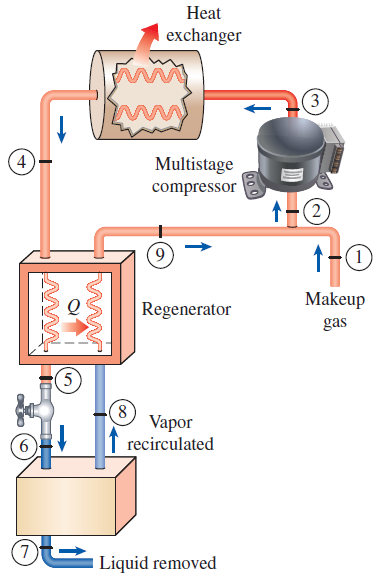 Heat
exchanger
3
4
Multistage
compressor
2
9
1
Makeup
gas
Q
Regenerator
5
8
Vapor
recirculated
6
7
Liquid removed